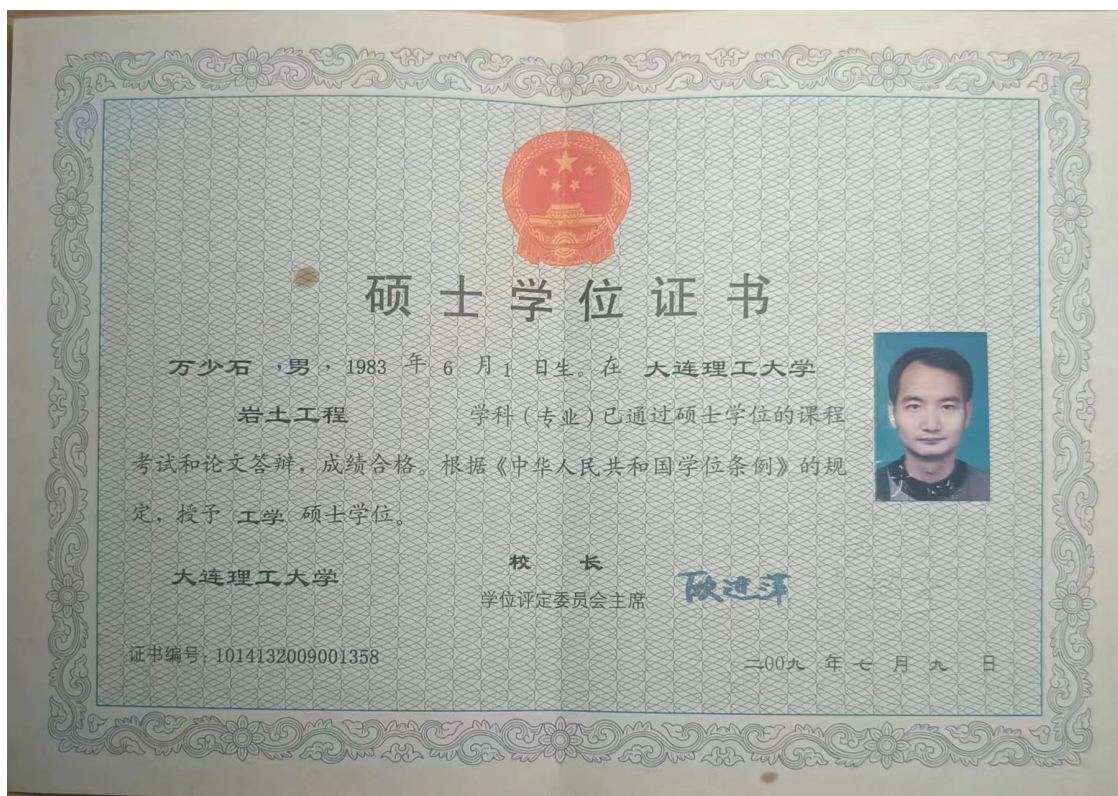 硕士学位证书
万少石，男，1983 年 6 月 1 日生。在 大连理工大学
岩土工程 学科(专业)已通过硕士学位的课程
考试和论文答辩，成绩合格。根据《中华人民共和国学位条例》的规
定，授予 工学 硕士学位。
大连理工大学
校 长
学位评定委员会主席
欧进萍
证书编号：1014132009001358
二00九 年 七 月 九 日